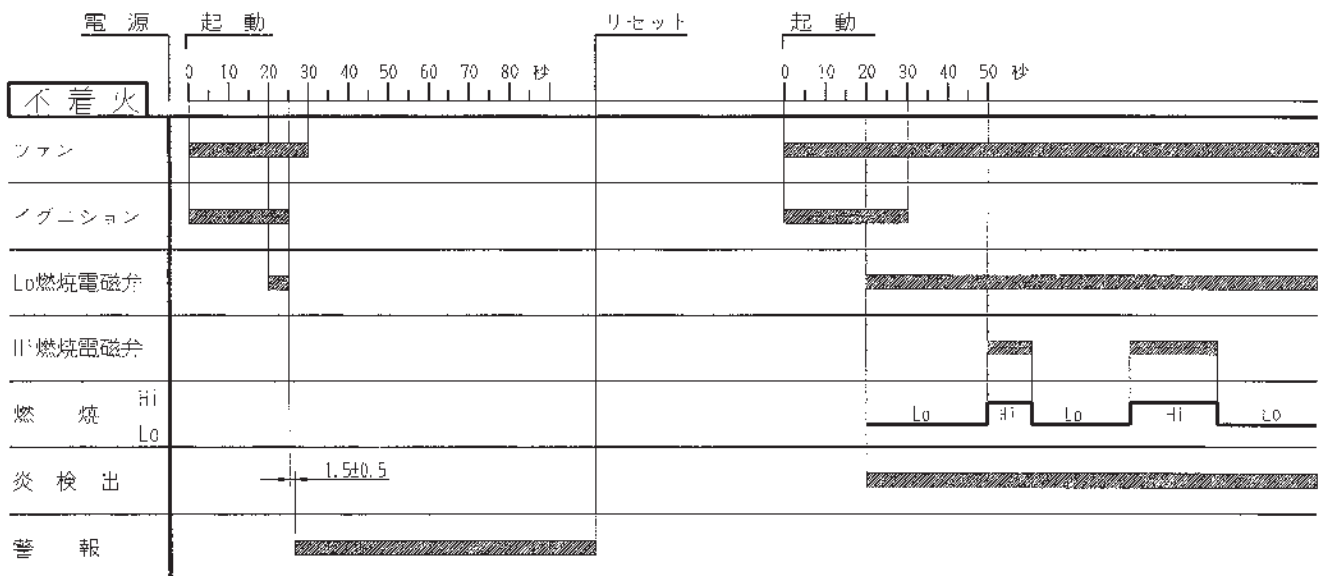 電源 起動 リセット 起動
0 10 20 30 40 50 60 70 80 秒 0 10 20 30 40 50 秒
不着火
ファン
イグニション
Lo燃焼電磁弁
Hi燃焼電磁弁
燃焼 Hi Lo Lo Hi Lo Hi Lo
炎検出 1.5±0.5
警報